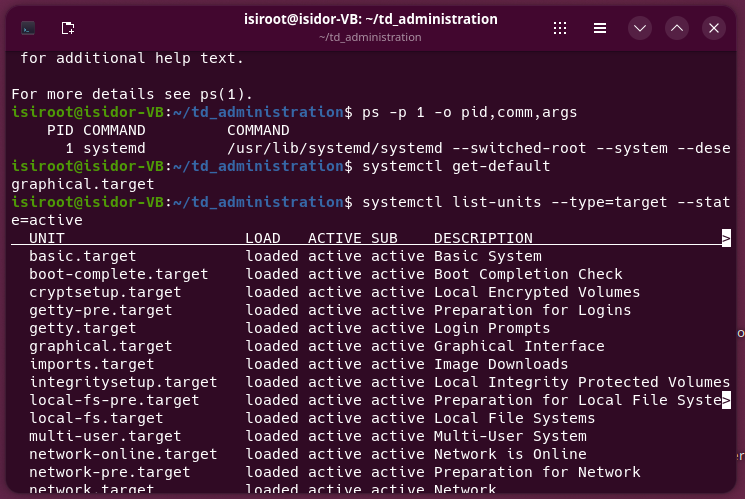 isiroot@isidor-VB: ~/td_administration
~/td_administration
for additional help text.
For more details see ps(1).
isiroot@isidor-VB:~/td_administration$ ps -p 1 -o pid,comm,args
    PID COMMAND         COMMAND
      1 systemd         /usr/lib/systemd/systemd --switched-root --system --dese
isiroot@isidor-VB:~/td_administration$ systemctl get-default
graphical.target
isiroot@isidor-VB:~/td_administration$ systemctl list-units --type=target --stat
e=active
  UNIT                    LOAD   ACTIVE SUB    DESCRIPTION                     >
  basic.target            loaded active active Basic System
  boot-complete.target    loaded active active Boot Completion Check
  cryptsetup.target       loaded active active Local Encrypted Volumes
  getty-pre.target        loaded active active Preparation for Logins
  getty.target            loaded active active Login Prompts
  graphical.target        loaded active active Graphical Interface
  imports.target          loaded active active Image Downloads
  integritysetup.target   loaded active active Local Integrity Protected Volumes
  local-fs-pre.target     loaded active active Preparation for Local File Syste>
  local-fs.target         loaded active active Local File Systems
  multi-user.target       loaded active active Multi-User System
  network-online.target   loaded active active Network is Online
  network-pre.target      loaded active active Preparation for Network
  network.target          loaded active active Network